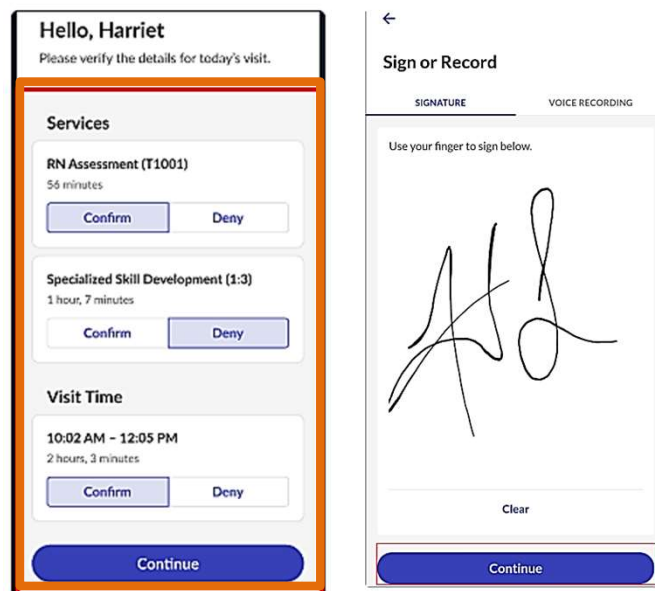 Hello, Harriet
Please verify the details for today's visit.
Services
RN Assessment (T1001)
56 minutes
Confirm Deny
Specialized Skill Development (1:3)
1 hour, 7 minutes
Confirm Deny
Visit Time
10:02 AM – 12:05 PM
2 hours, 3 minutes
Confirm Deny
Continue
Sign or Record
SIGNATURE VOICE RECORDING
Use your finger to sign below.
Clear
Continue